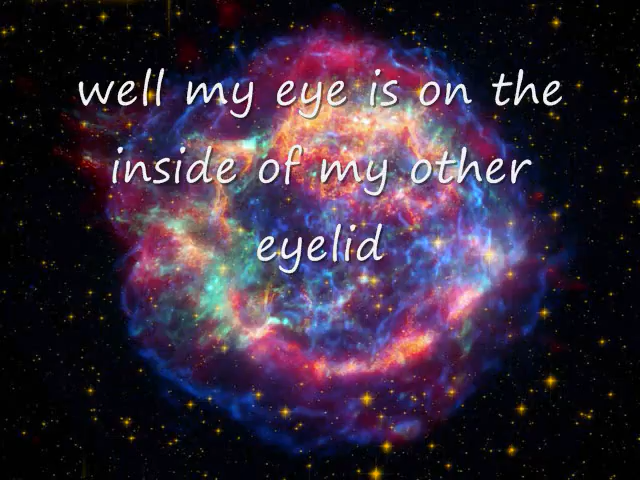 well my eye is on the
inside of my other
eyelid